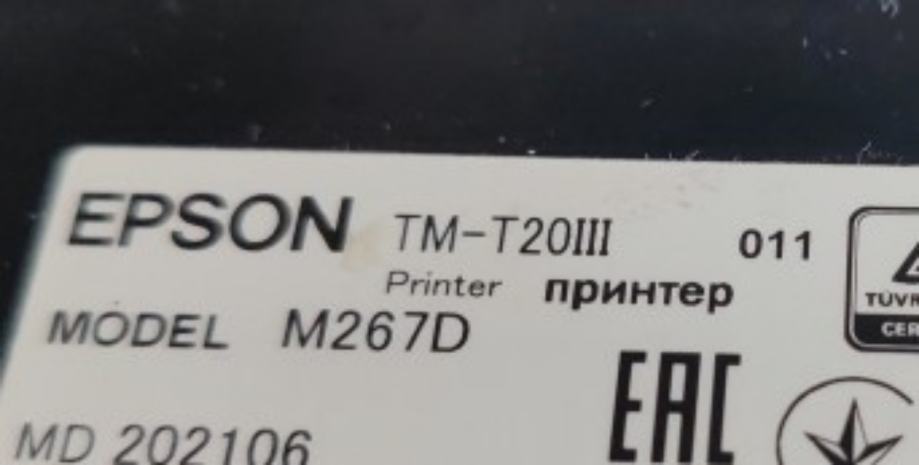 EPSON TM-T20III 011
Printer принтер
MODEL M267D
EAC
MD 202106